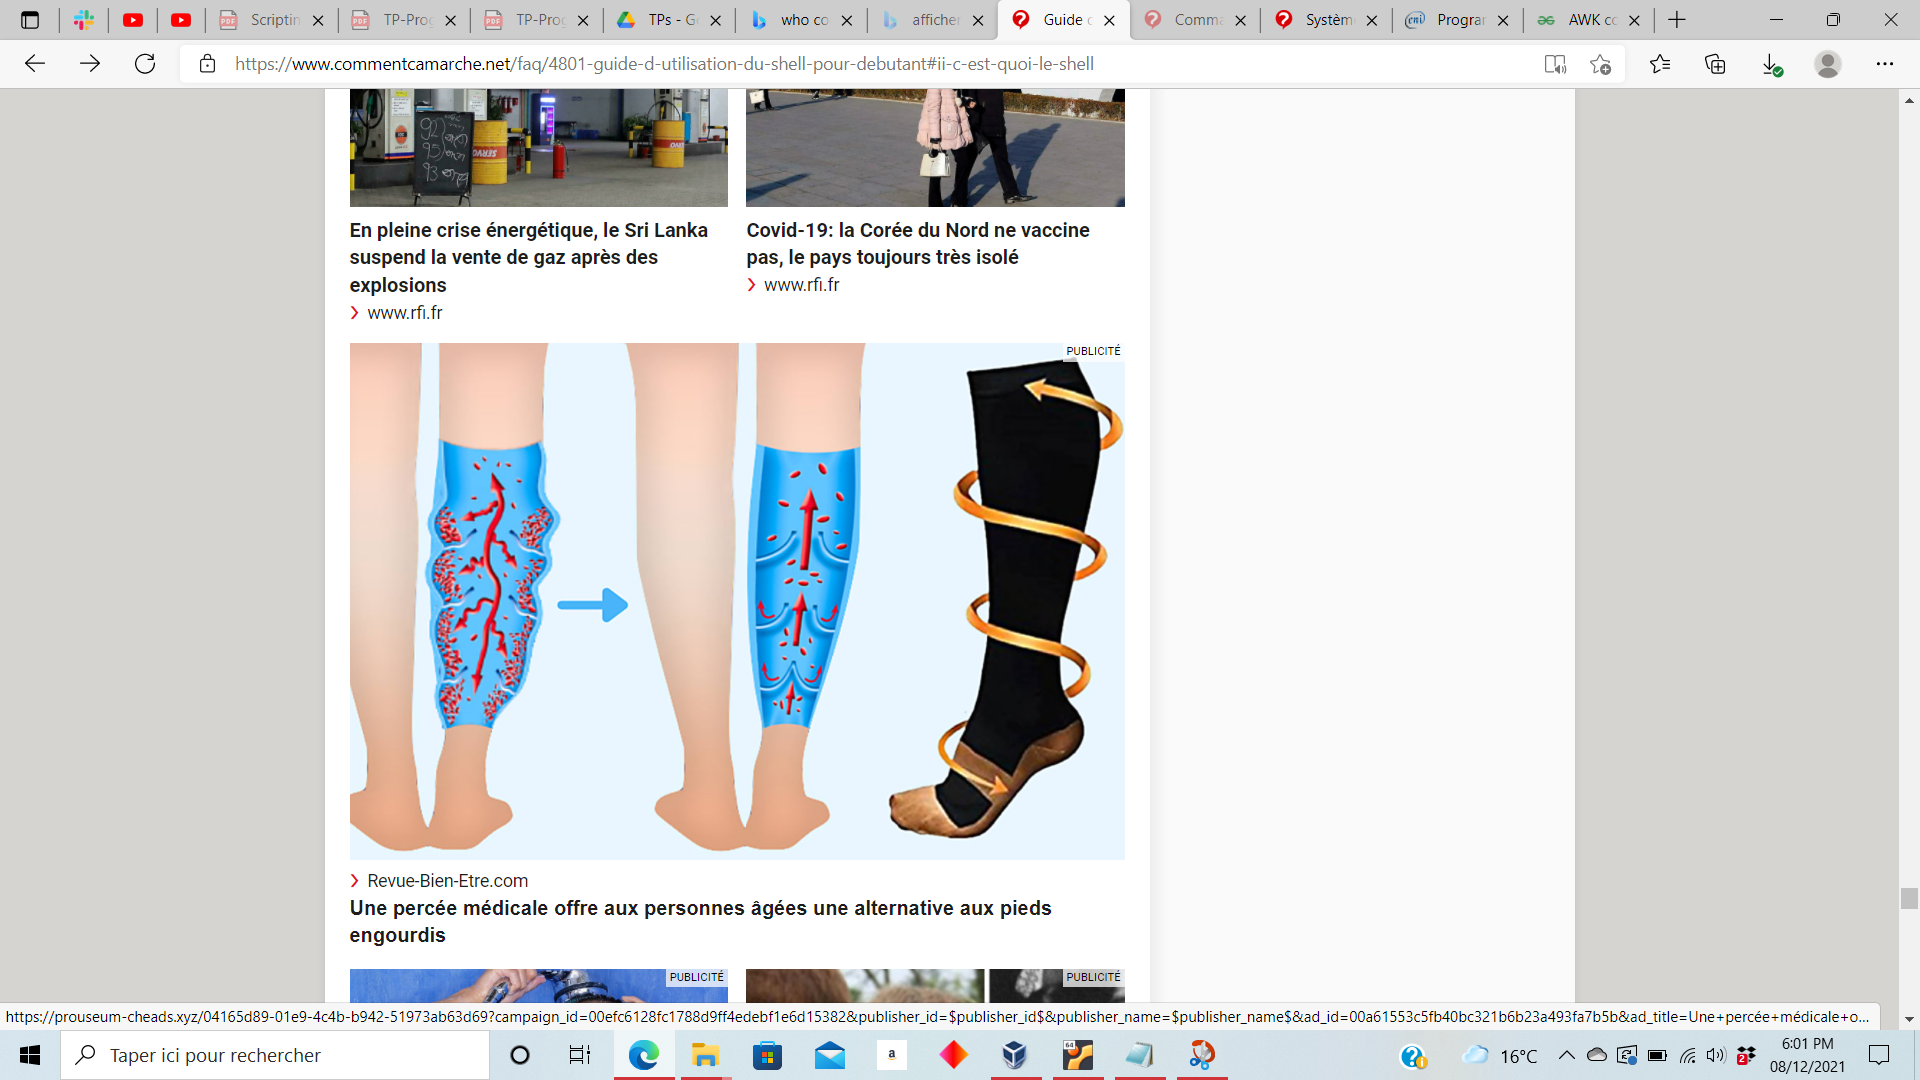 Scriptin
TP-Prog
TP-Prog
TPs - G
who co
afficher
Guide
Comma
Systèm
Program
AWK co
https://www.commentcamarche.net/faq/4801-guide-d-utilisation-du-shell-pour-debutant#ii-c-est-quoi-le-shell
SERVO
En pleine crise énergétique, le Sri Lanka
suspend la vente de gaz après des
explosions
www.rfi.fr
Covid-19: la Corée du Nord ne vaccine
pas, le pays toujours très isolé
www.rfi.fr
PUBLICITÉ
Revue-Bien-Etre.com
Une percée médicale offre aux personnes âgées une alternative aux pieds
engourdis
PUBLICITÉ
PUBLICITÉ
https://prouseum-cheads.xyz/04165d89-01e9-4c4b-b942-51973ab63d69?campaign_id=00efc6128fc1788d9ff4edebf1e6d15382&publisher_id=$publisher_id$&publisher_name=$publisher_name$&ad_id=00a61553c5fb40bc321b6b23a493fa7b5b&ad_title=Une+percée+médicale+o...
Taper ici pour rechercher
16°C
6:01 PM
08/12/2021